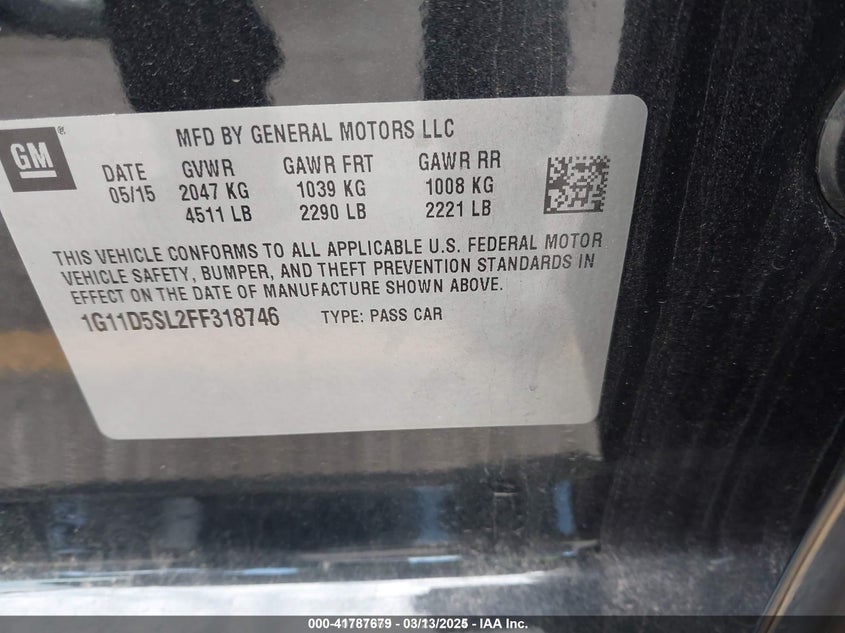 GM ®
MFD BY GENERAL MOTORS LLC
DATE GVWR GAWR FRT GAWR RR
05/15 2047 KG 1039 KG 1008 KG
4511 LB 2290 LB 2221 LB
THIS VEHICLE CONFORMS TO ALL APPLICABLE U.S. FEDERAL MOTOR
VEHICLE SAFETY, BUMPER, AND THEFT PREVENTION STANDARDS IN
EFFECT ON THE DATE OF MANUFACTURE SHOWN ABOVE.
1G11D5SL2FF318746 TYPE: PASS CAR
000-41787679 - 03/13/2025 - IAA Inc.